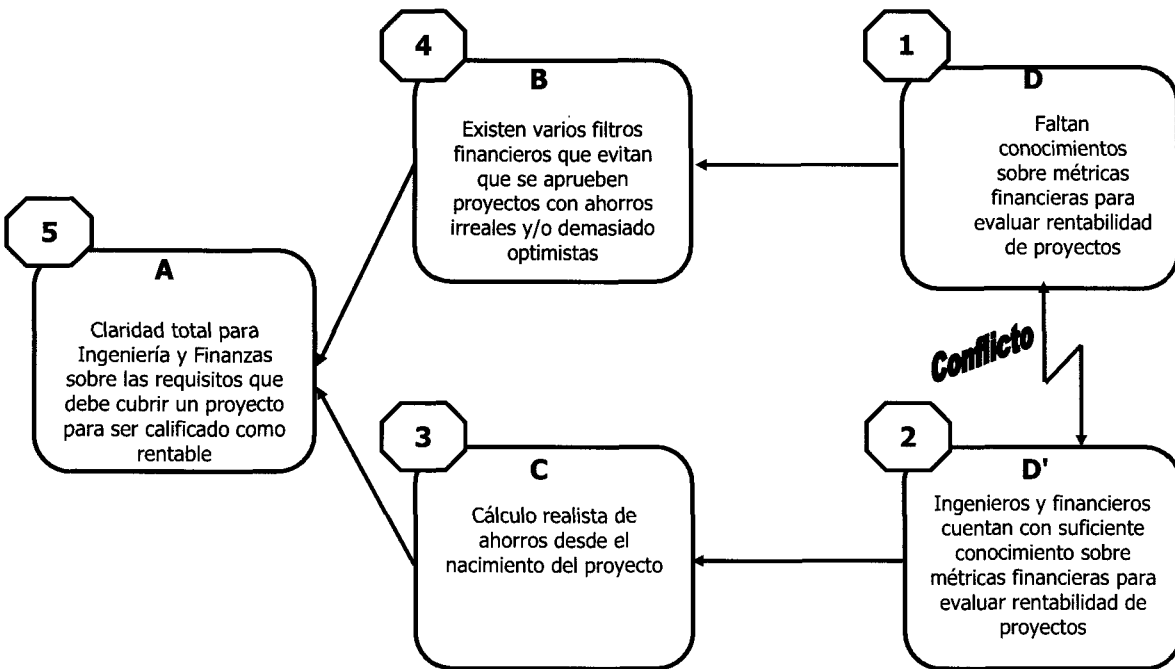 4
B
Existen varios filtros
financieros que evitan
que se aprueben
proyectos con ahorros
irreales y/o demasiado
optimistas
1
D
Faltan
conocimientos
sobre métricas
financieras para
evaluar rentabilidad
de proyectos
5
A
Claridad total para
Ingeniería y Finanzas
sobre las requisitos que
debe cubrir un proyecto
para ser calificado como
rentable
Conflicto
3
C
Cálculo realista de
ahorros desde el
nacimiento del proyecto
2
D'
Ingenieros y financieros
cuentan con suficiente
conocimiento sobre
métricas financieras para
evaluar rentabilidad de
proyectos